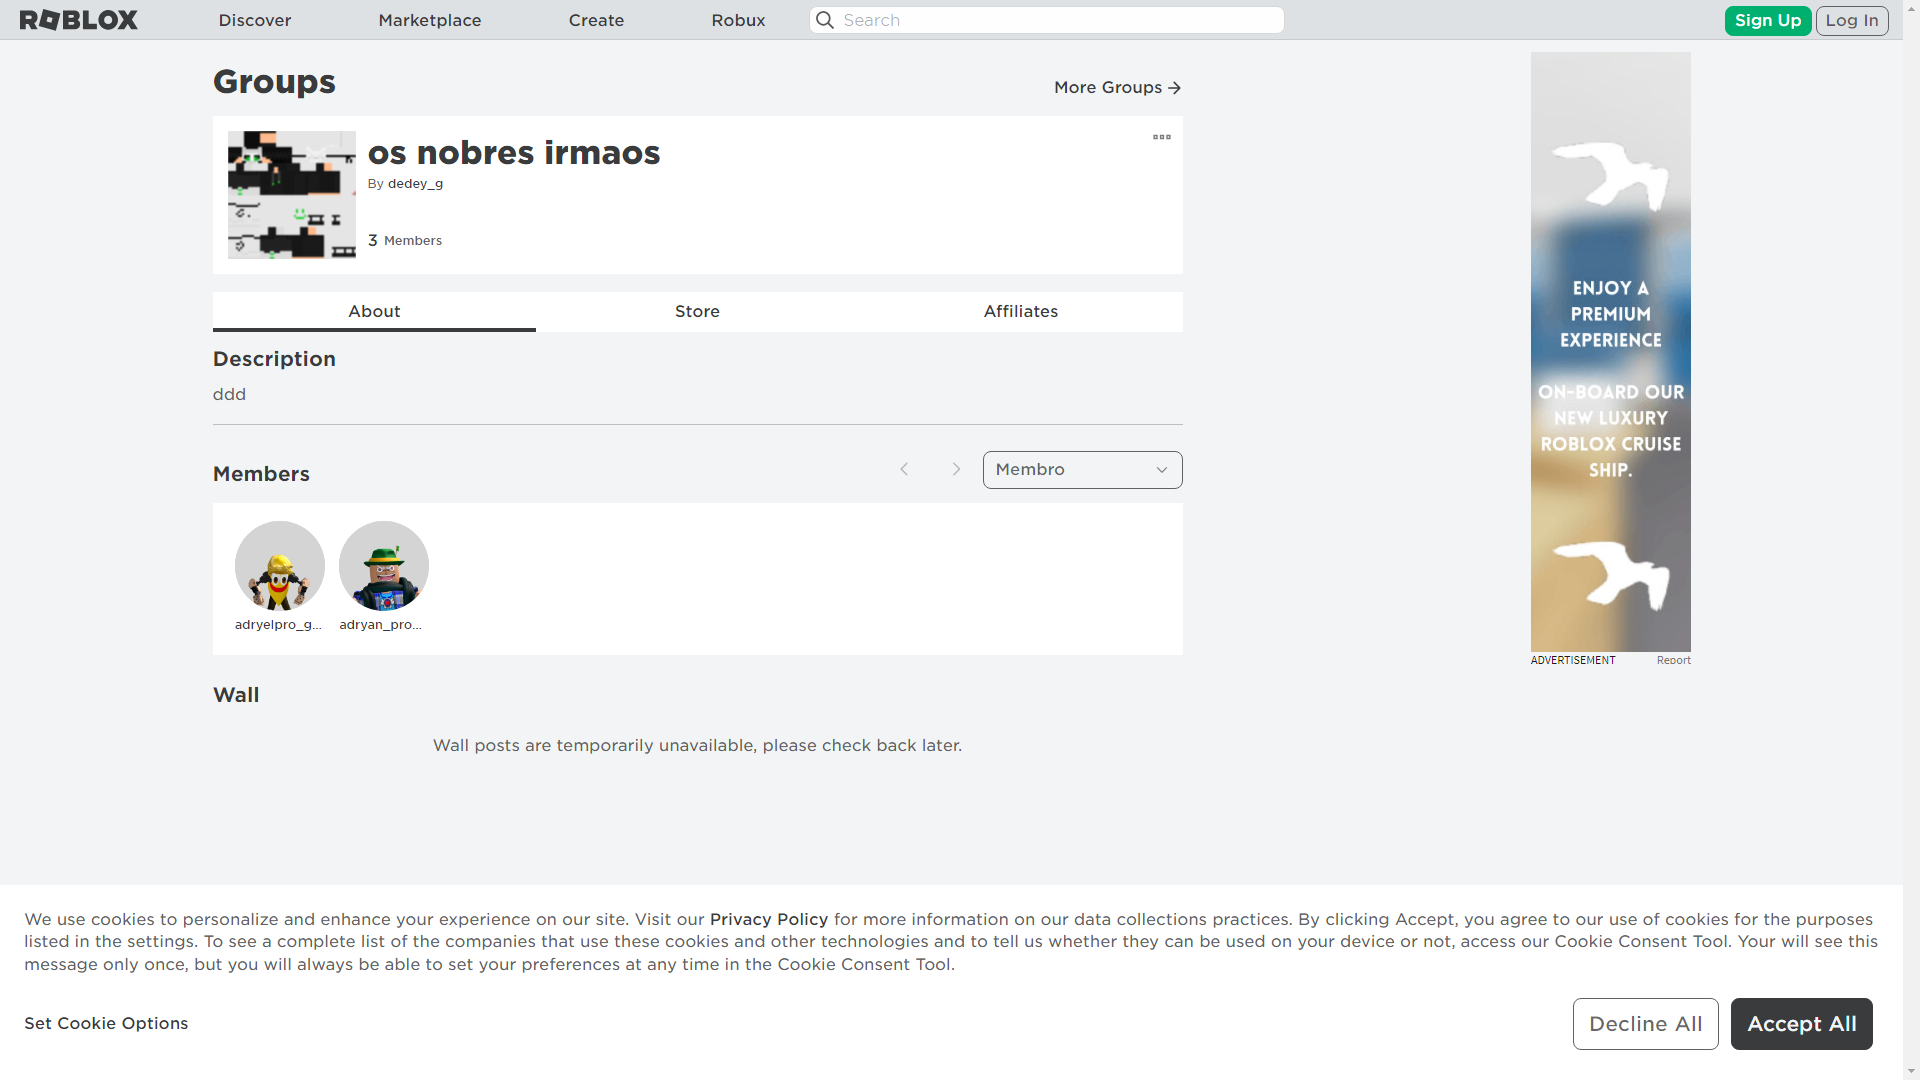 ROBLOX
Discover
Marketplace
Create
Robux
Search
Sign Up
Log In
Groups
More Groups
os nobres irmaos
By dedey_g
3 Members
About
Store
Affiliates
Description
ddd
Members
Membro
adryelpro_g...
adryan_pro...
Wall
Wall posts are temporarily unavailable, please check back later.
ENJOY A
PREMIUM
EXPERIENCE
ON-BOARD OUR
NEW LUXURY
ROBLOX CRUISE
SHIP.
ADVERTISEMENT
Report
We use cookies to personalize and enhance your experience on our site. Visit our Privacy Policy for more information on our data collections practices. By clicking Accept, you agree to our use of cookies for the purposes
listed in the settings. To see a complete list of the companies that use these cookies and other technologies and to tell us whether they can be used on your device or not, access our Cookie Consent Tool. Your will see this
message only once, but you will always be able to set your preferences at any time in the Cookie Consent Tool.
Set Cookie Options
Decline All
Accept All